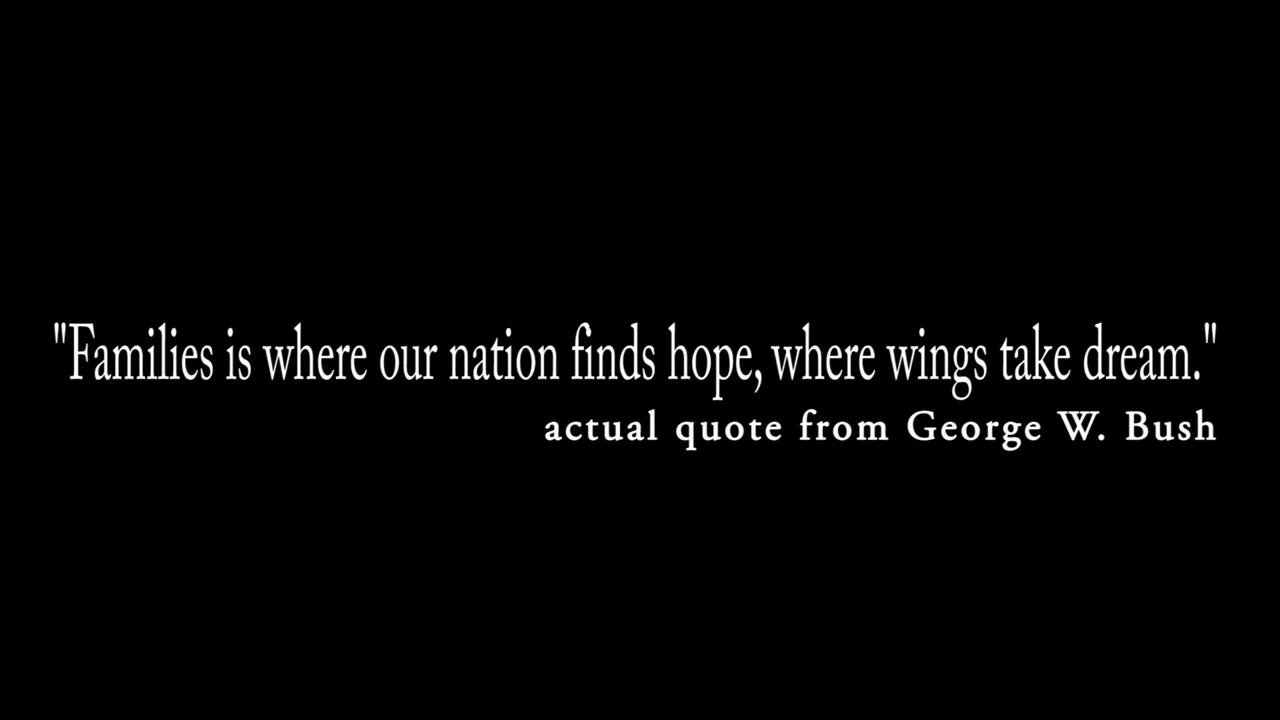 "Families is where our nation finds hope, where wings take dream."
actual quote from George W. Bush